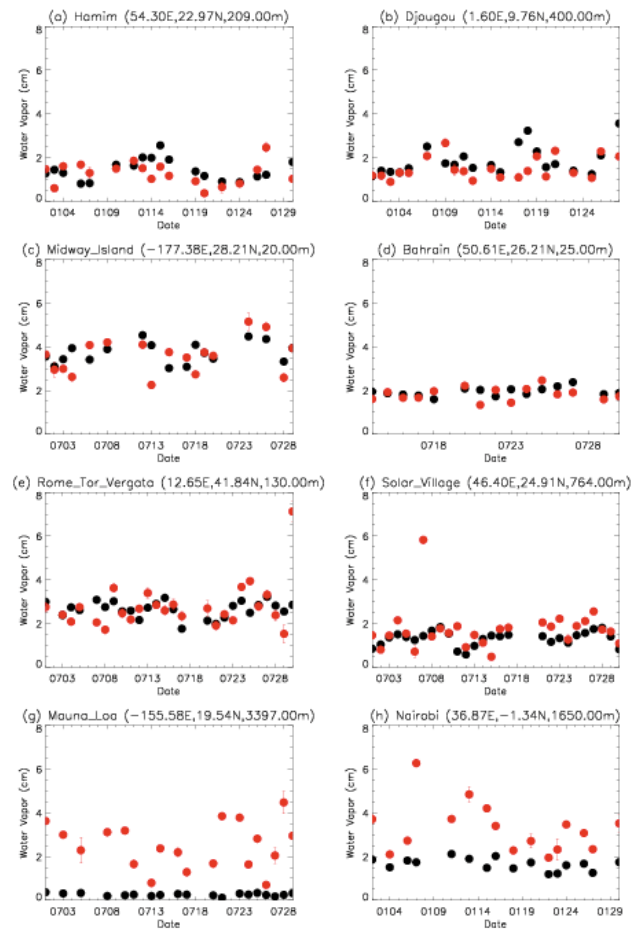 (a) Hamim (54.30E,22.97N,209.00m)
8
6
4
2
0
Water Vapor (cm)
0104 0109 0114 0119 0124 0129
Date
(b) Djougou (1.60E,9.76N,400.00m)
8
6
4
2
0
Water Vapor (cm)
0104 0109 0114 0119 0124
Date
(c) Midway_Island (−177.38E,28.21N,20.00m)
8
6
4
2
0
Water Vapor (cm)
0703 0708 0713 0718 0723 0728
Date
(d) Bahrain (50.61E,26.21N,25.00m)
8
6
4
2
0
Water Vapor (cm)
0718 0723 0728
Date
(e) Rome_Tor_Vergata (12.65E,41.84N,130.00m)
8
6
4
2
0
Water Vapor (cm)
0703 0708 0713 0718 0723 0728
Date
(f) Solar_Village (46.40E,24.91N,764.00m)
8
6
4
2
0
Water Vapor (cm)
0703 0708 0713 0718 0723 0728
Date
(g) Mauna_Loa (−155.58E,19.54N,3397.00m)
8
6
4
2
0
Water Vapor (cm)
0703 0708 0713 0718 0723 0728
Date
(h) Nairobi (36.87E,−1.34N,1650.00m)
8
6
4
2
0
Water Vapor (cm)
0104 0109 0114 0119 0124 0129
Date